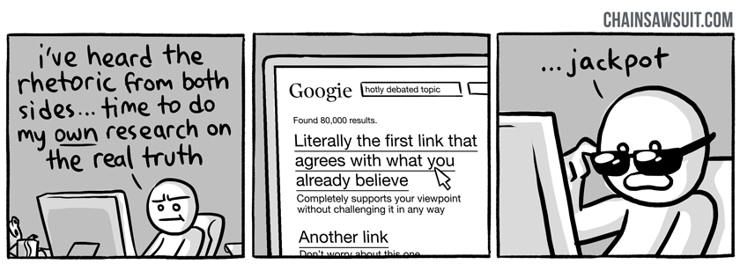 CHAINSAWSUIT.COM
i've heard the
rhetoric from both
sides... time to do
my own research on
the real truth
Googie hotly debated topic
Found 80,000 results.
Literally the first link that
agrees with what you
already believe
Completely supports your viewpoint
without challenging it in any way
Another link
Don't worry about this one
...jackpot